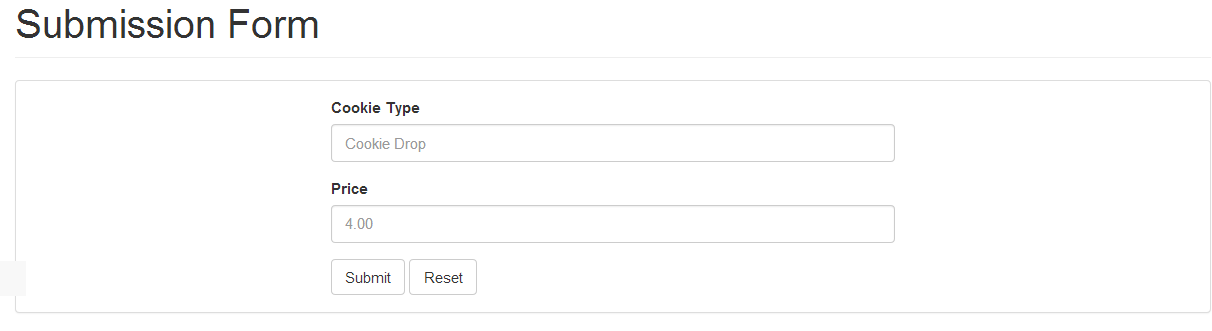 Submission Form
Cookie Type
Cookie Drop
Price
4.00
Submit Reset